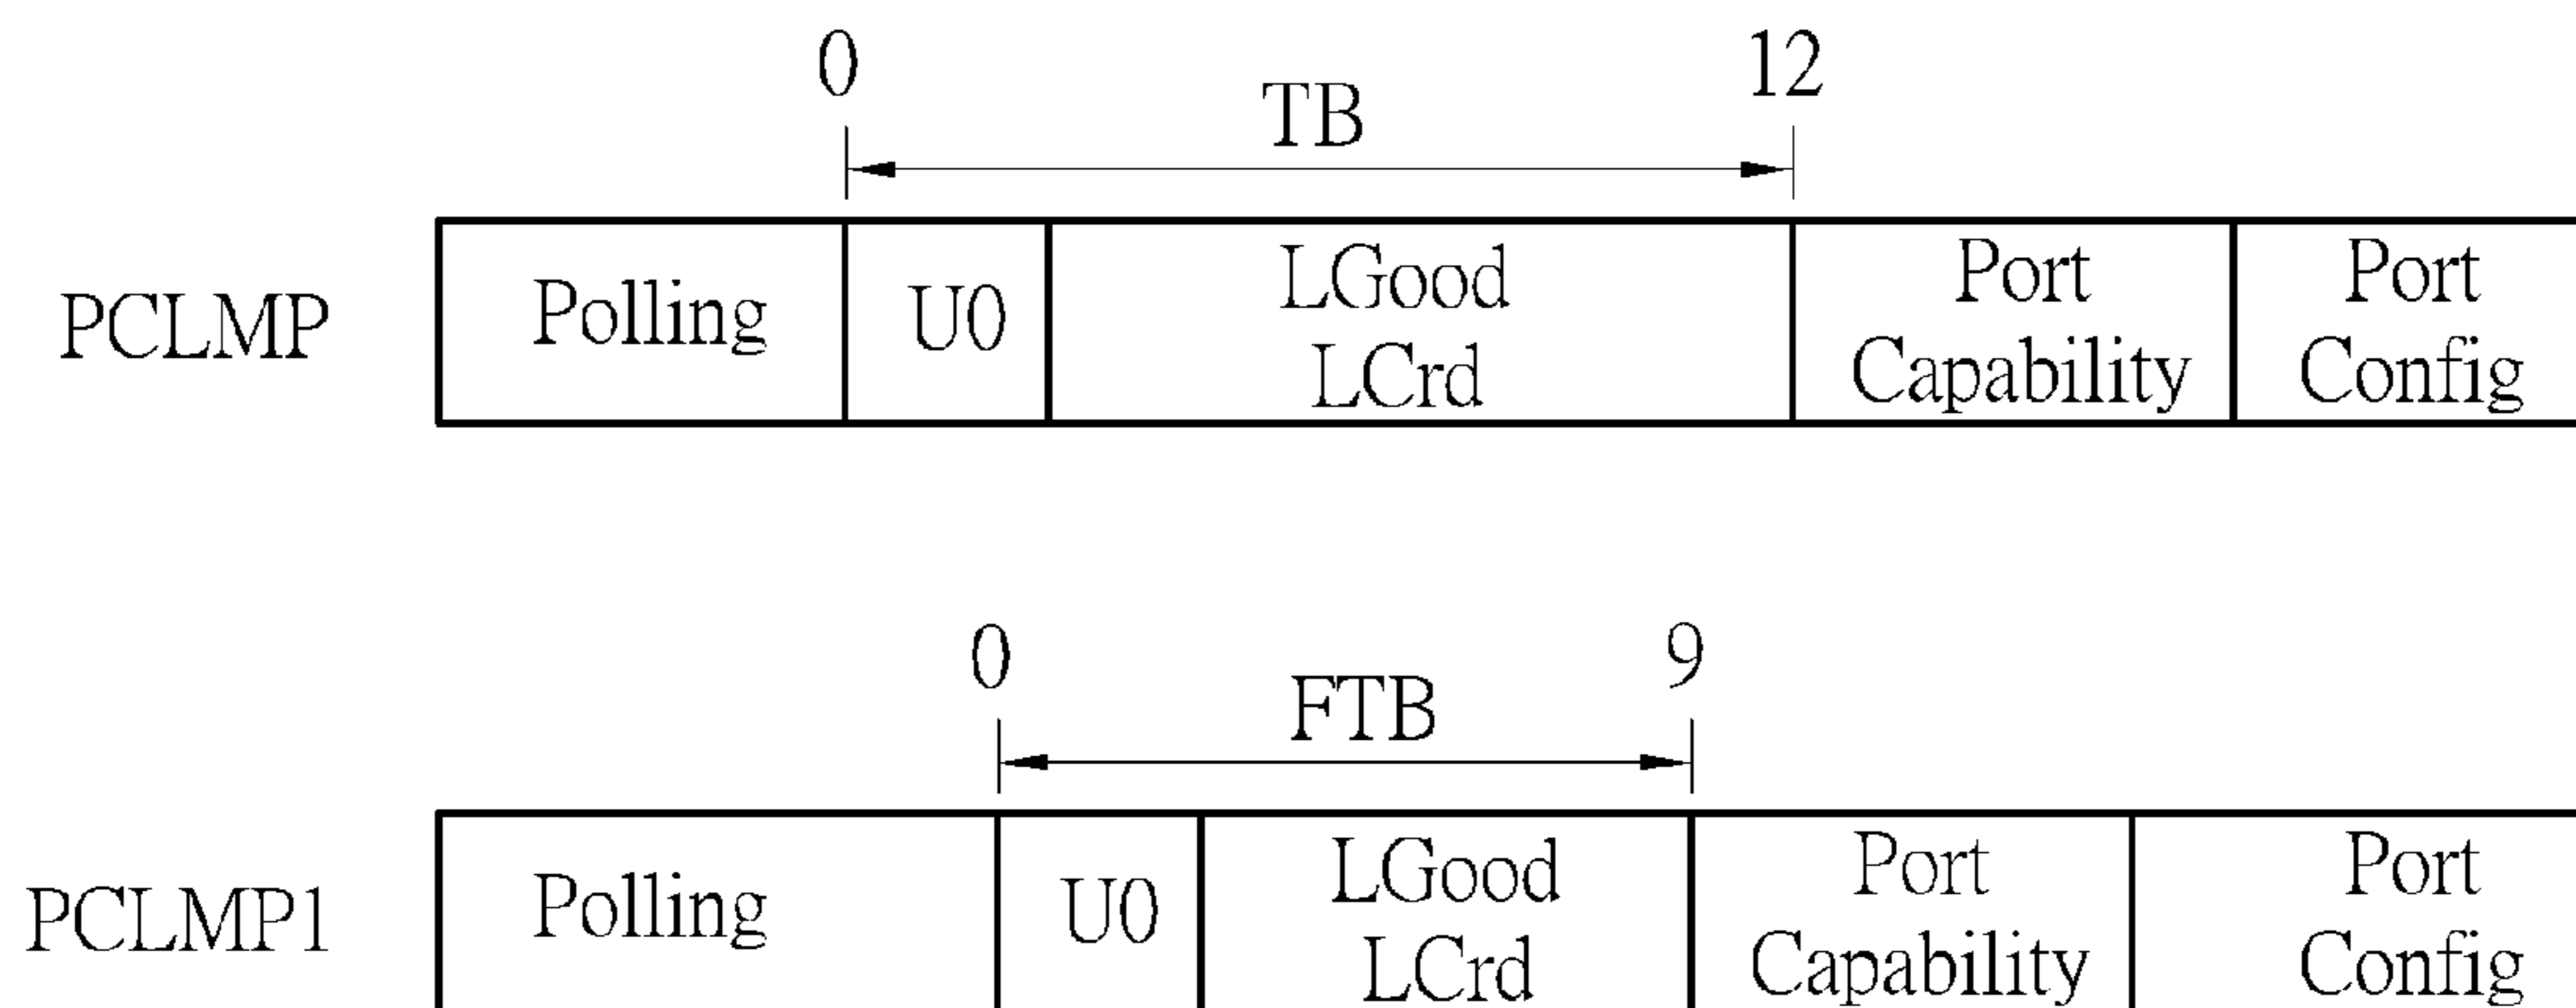 0
12
TB
PCLMP
Polling
U0
LGood
LCrd
Port
Capability
Port
Config
0
9
FTB
PCLMP1
Polling
U0
LGood
LCrd
Port
Capability
Port
Config